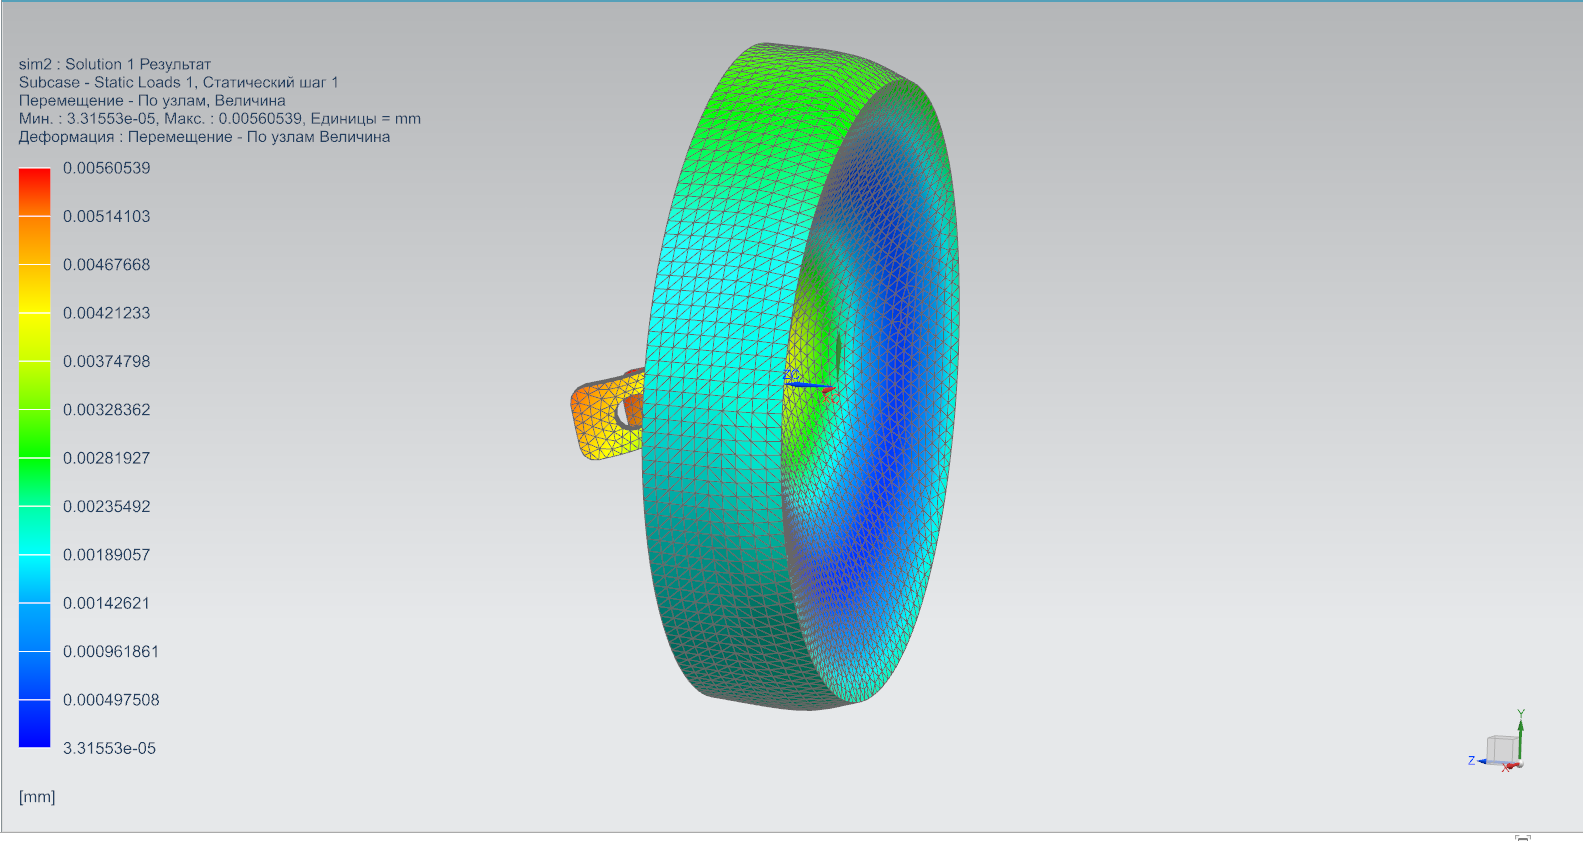 sim2 : Solution 1 Результат
Subcase - Static Loads 1, Статический шаг 1
Перемещение - По узлам, Величина
Мин. : 3.31553e-05, Макс. : 0.00560539, Единицы = mm
Деформация : Перемещение - По узлам Величина
0.00560539
0.00514103
0.00467668
0.00421233
0.00374798
0.00328362
0.00281927
0.00235492
0.00189057
0.00142621
0.000961861
0.000497508
3.31553e-05
[mm]
Y
Z
X